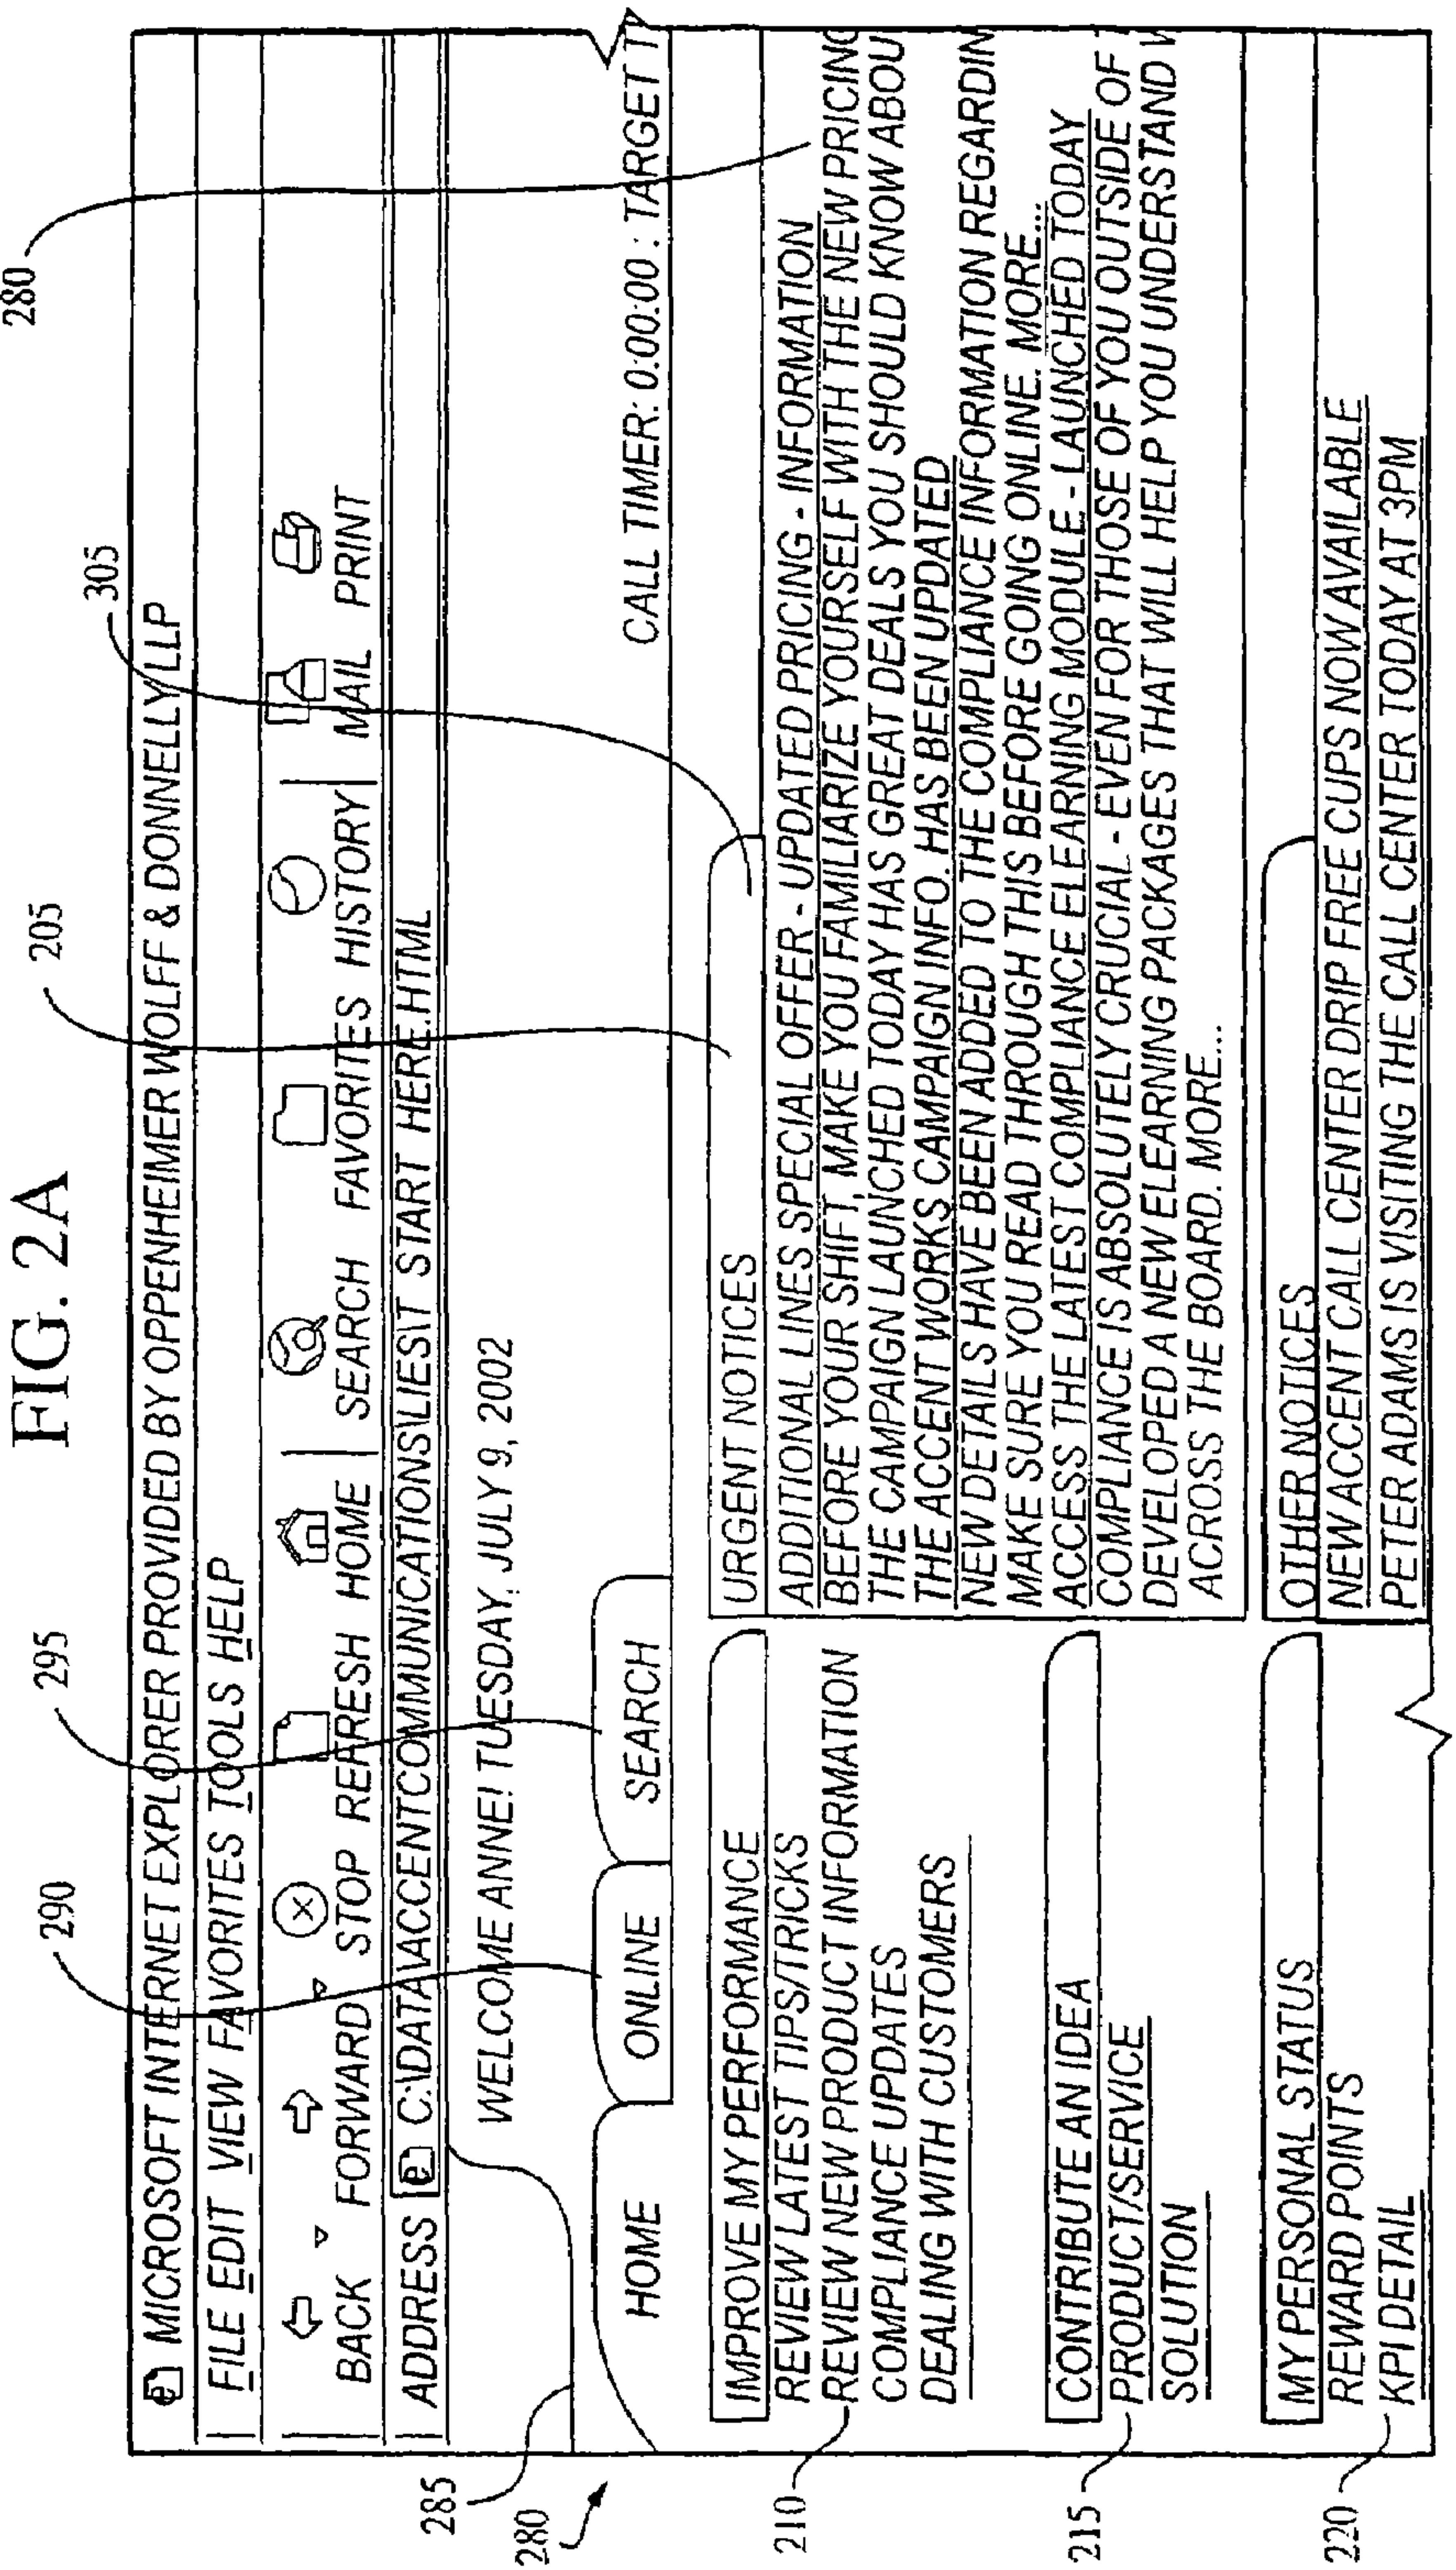 FIG. 2A
280
305
205
295
290
MICROSOFT INTERNET EXPLORER PROVIDED BY OPPENHEIMER WOLFF & DONNELLY LLP
FILE EDIT VIEW FAVORITES TOOLS HELP
BACK FORWARD STOP REFRESH HOME SEARCH FAVORITES HISTORY MAIL PRINT
ADDRESS C:\DATA\ACCENTCOMMUNICATIONS\LIEST START HERE.HTML
285
WELCOME ANNE! TUESDAY, JULY 9, 2002
280
HOME ONLINE SEARCH
CALL TIMER: 0:00:00 : TARGET
IMPROVE MY PERFORMANCE
REVIEW LATEST TIPS/TRICKS
REVIEW NEW PRODUCT INFORMATION
COMPLIANCE UPDATES
DEALING WITH CUSTOMERS
210
CONTRIBUTE AN IDEA
PRODUCT/SERVICE
SOLUTION
215
MY PERSONAL STATUS
REWARD POINTS
KPI DETAIL
220
URGENT NOTICES
ADDITIONAL LINES SPECIAL OFFER - UPDATED PRICING - INFORMATION
BEFORE YOUR SHIFT, MAKE YOU FAMILIARIZE YOURSELF WITH THE NEW PRICING
THE CAMPAIGN LAUNCHED TODAY HAS GREAT DEALS YOU SHOULD KNOW ABOU
THE ACCENT WORKS CAMPAIGN INFO. HAS BEEN UPDATED
NEW DETAILS HAVE BEEN ADDED TO THE COMPLIANCE INFORMATION REGARDIN
MAKE SURE YOU READ THROUGH THIS BEFORE GOING ONLINE. MORE...
ACCESS THE LATEST COMPLIANCE ELEARNING MODULE - LAUNCHED TODAY
COMPLIANCE IS ABSOLUTELY CRUCIAL - EVEN FOR THOSE OF YOU OUTSIDE OF
DEVELOPED A NEW ELEARNING PACKAGES THAT WILL HELP YOU UNDERSTAND
ACROSS THE BOARD. MORE...
OTHER NOTICES
NEW ACCENT CALL CENTER DRIP FREE CUPS NOW AVAILABLE
PETER ADAMS IS VISITING THE CALL CENTER TODAY AT 3PM